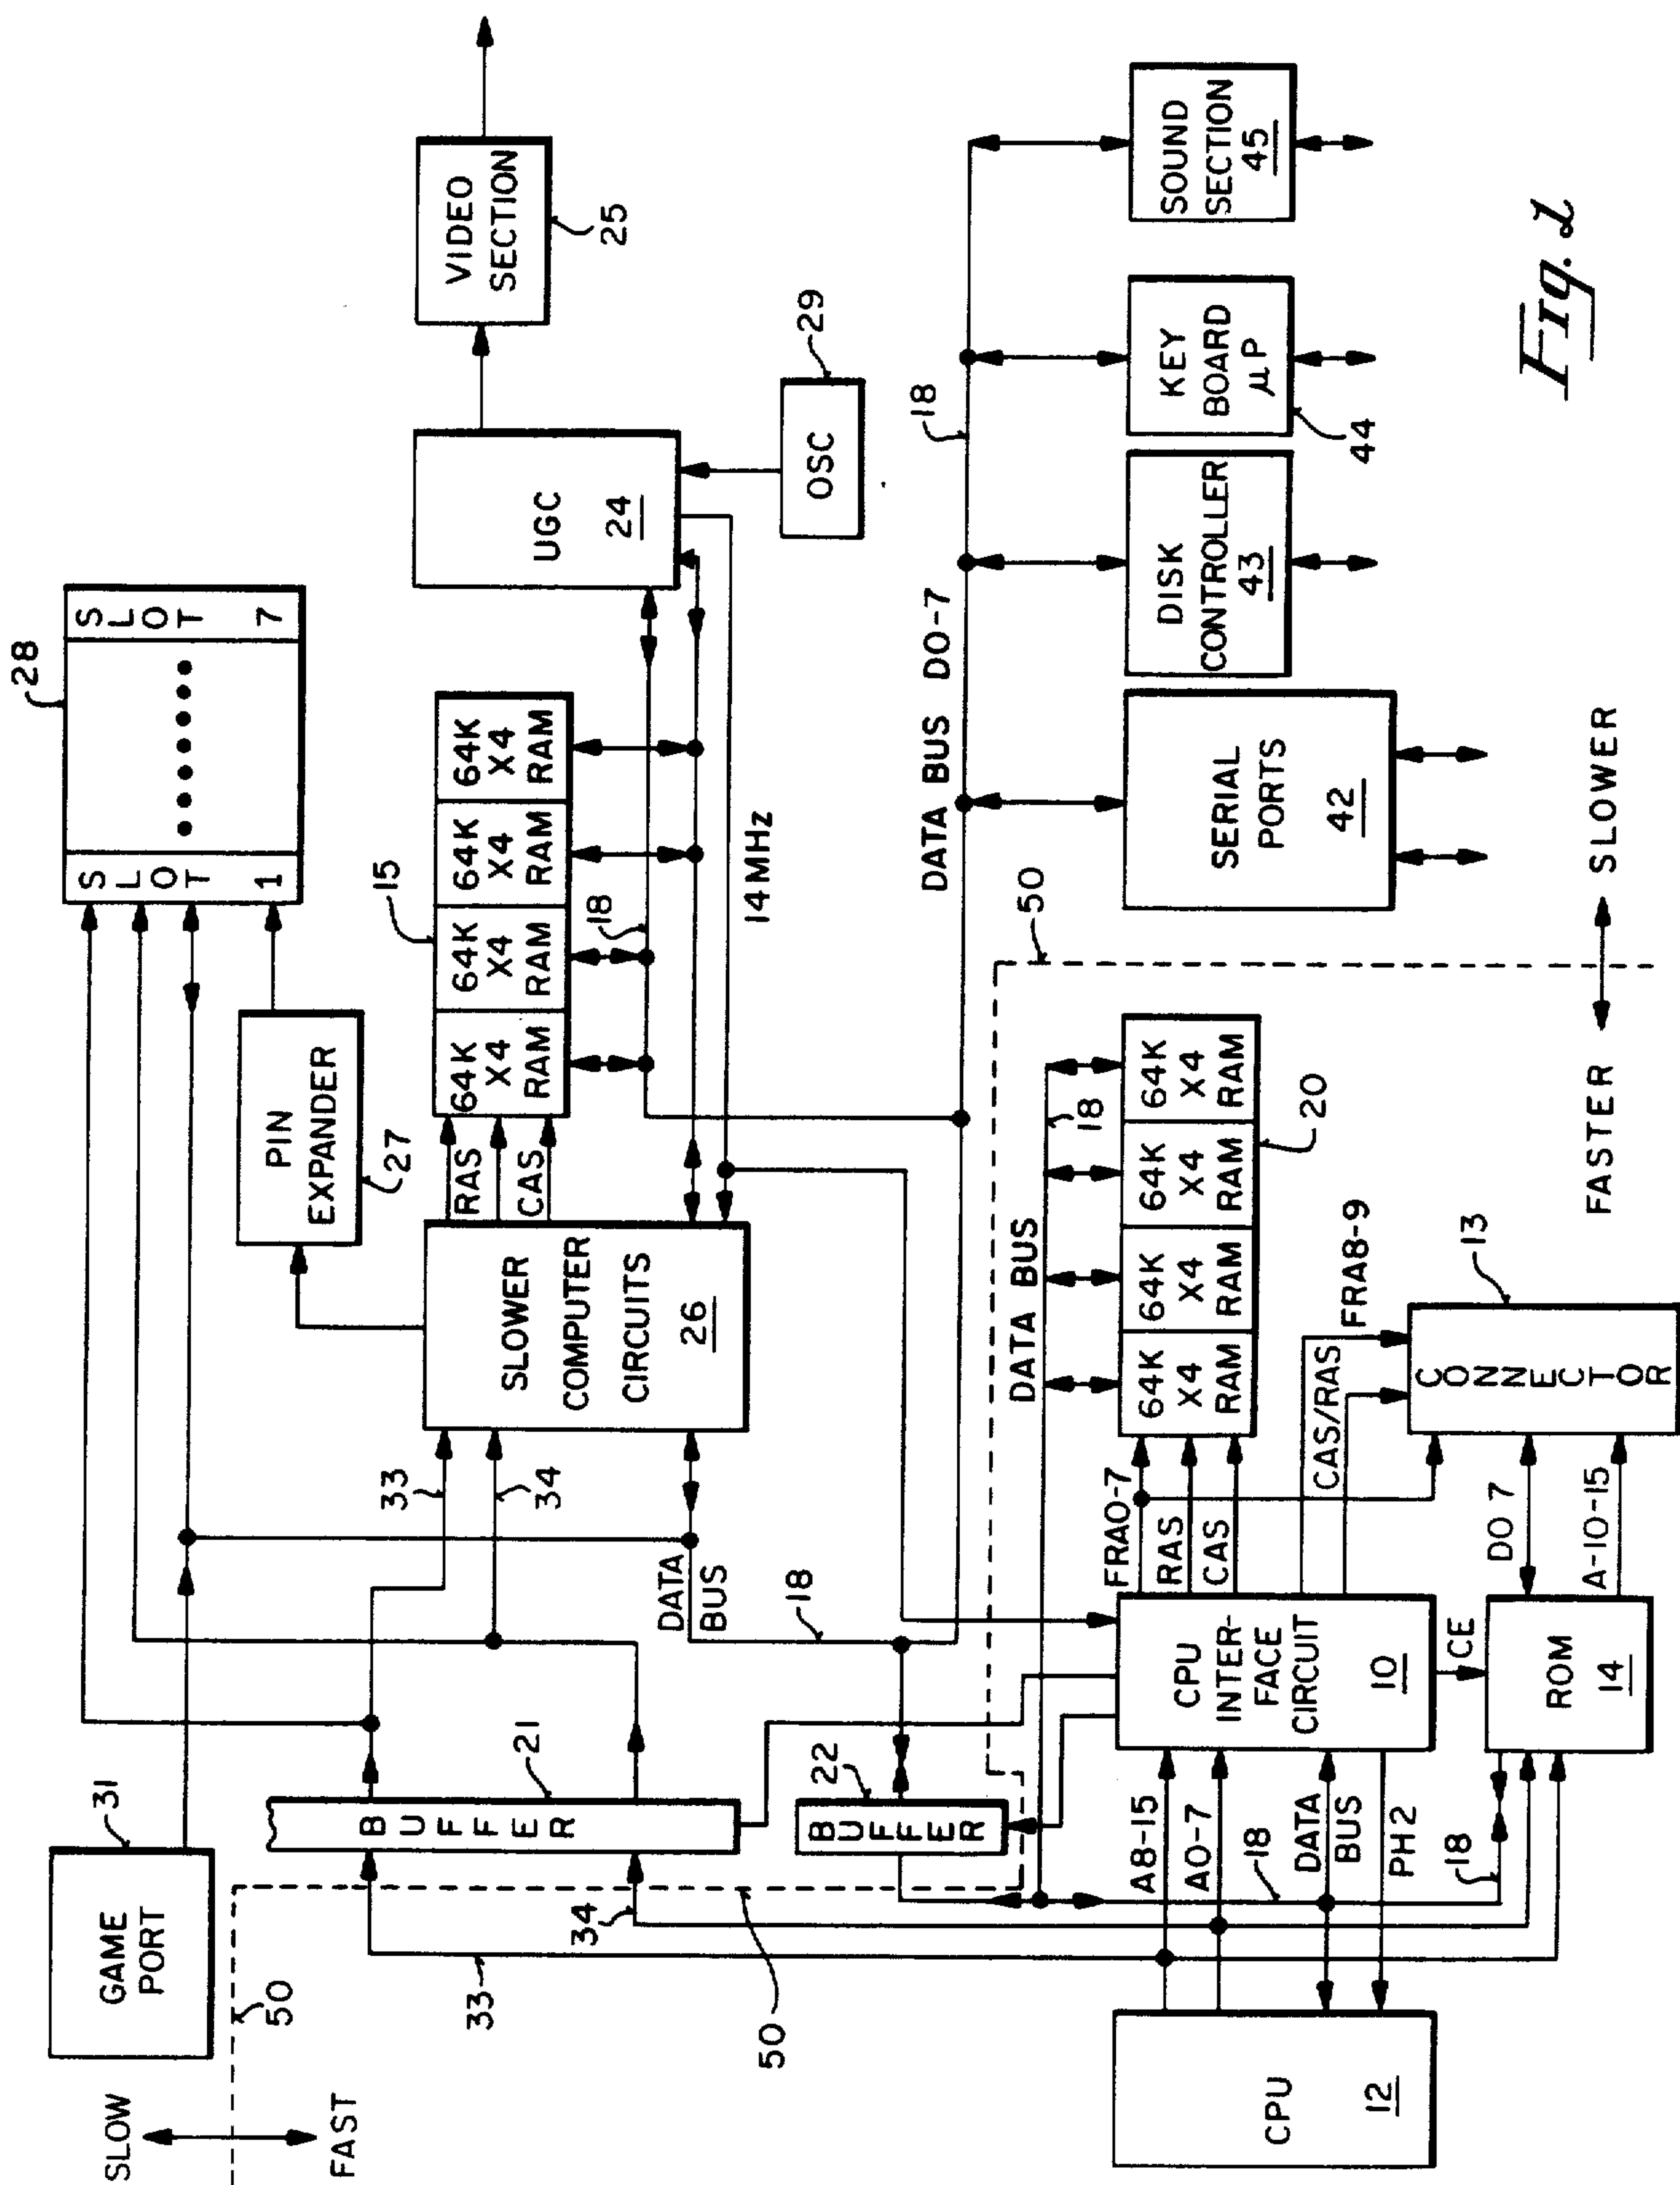 SLOW
FAST
GAME
PORT
31
50
33
34
50
BUFFER
21
BUFFER
22
33
34
DATA
BUS
18
SLOWER
COMPUTER
CIRCUITS
26
PIN
EXPANDER
27
RAS
CAS
64K
X4
RAM
64K
X4
RAM
64K
X4
RAM
64K
X4
RAM
15
18
14MHz
SLOT 1
SLOT 7
28
UGC
24
OSC
29
VIDEO
SECTION
25
CPU
12
A8-15
A0-7
18
DATA
BUS
PH2
18
CPU
INTER-
FACE
CIRCUIT
10
CE
ROM
14
FRA0-7
RAS
CAS
CAS/RAS
FRA8-9
D0-7
A-10-15
CONNECTOR
13
DATA BUS
18
64K
X4
RAM
64K
X4
RAM
64K
X4
RAM
64K
X4
RAM
20
50
FASTER
SLOWER
DATA BUS D0-7
18
SERIAL
PORTS
42
DISK
CONTROLLER
43
KEY
BOARD
μP
44
SOUND
SECTION
45
Fig. 1